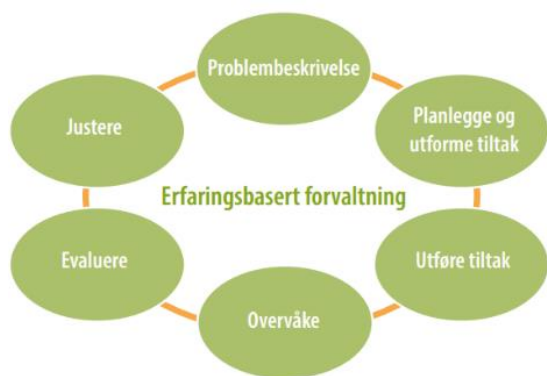 Problembeskrivelse
Planlegge og
utforme tiltak
Utføre tiltak
Overvåke
Evaluere
Justere
Erfaringsbasert forvaltning